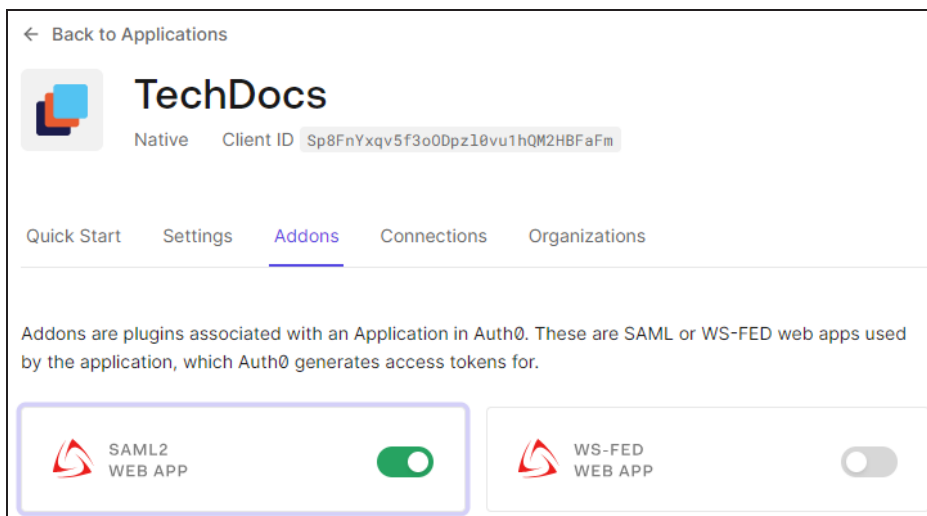 ← Back to Applications
TechDocs
Native Client ID Sp8FnYxqv5f3oODpzl0vu1hQM2HBFaFm
Quick Start Settings Addons Connections Organizations
Addons are plugins associated with an Application in Auth0. These are SAML or WS-FED web apps used
by the application, which Auth0 generates access tokens for.
SAML2
WEB APP
WS-FED
WEB APP